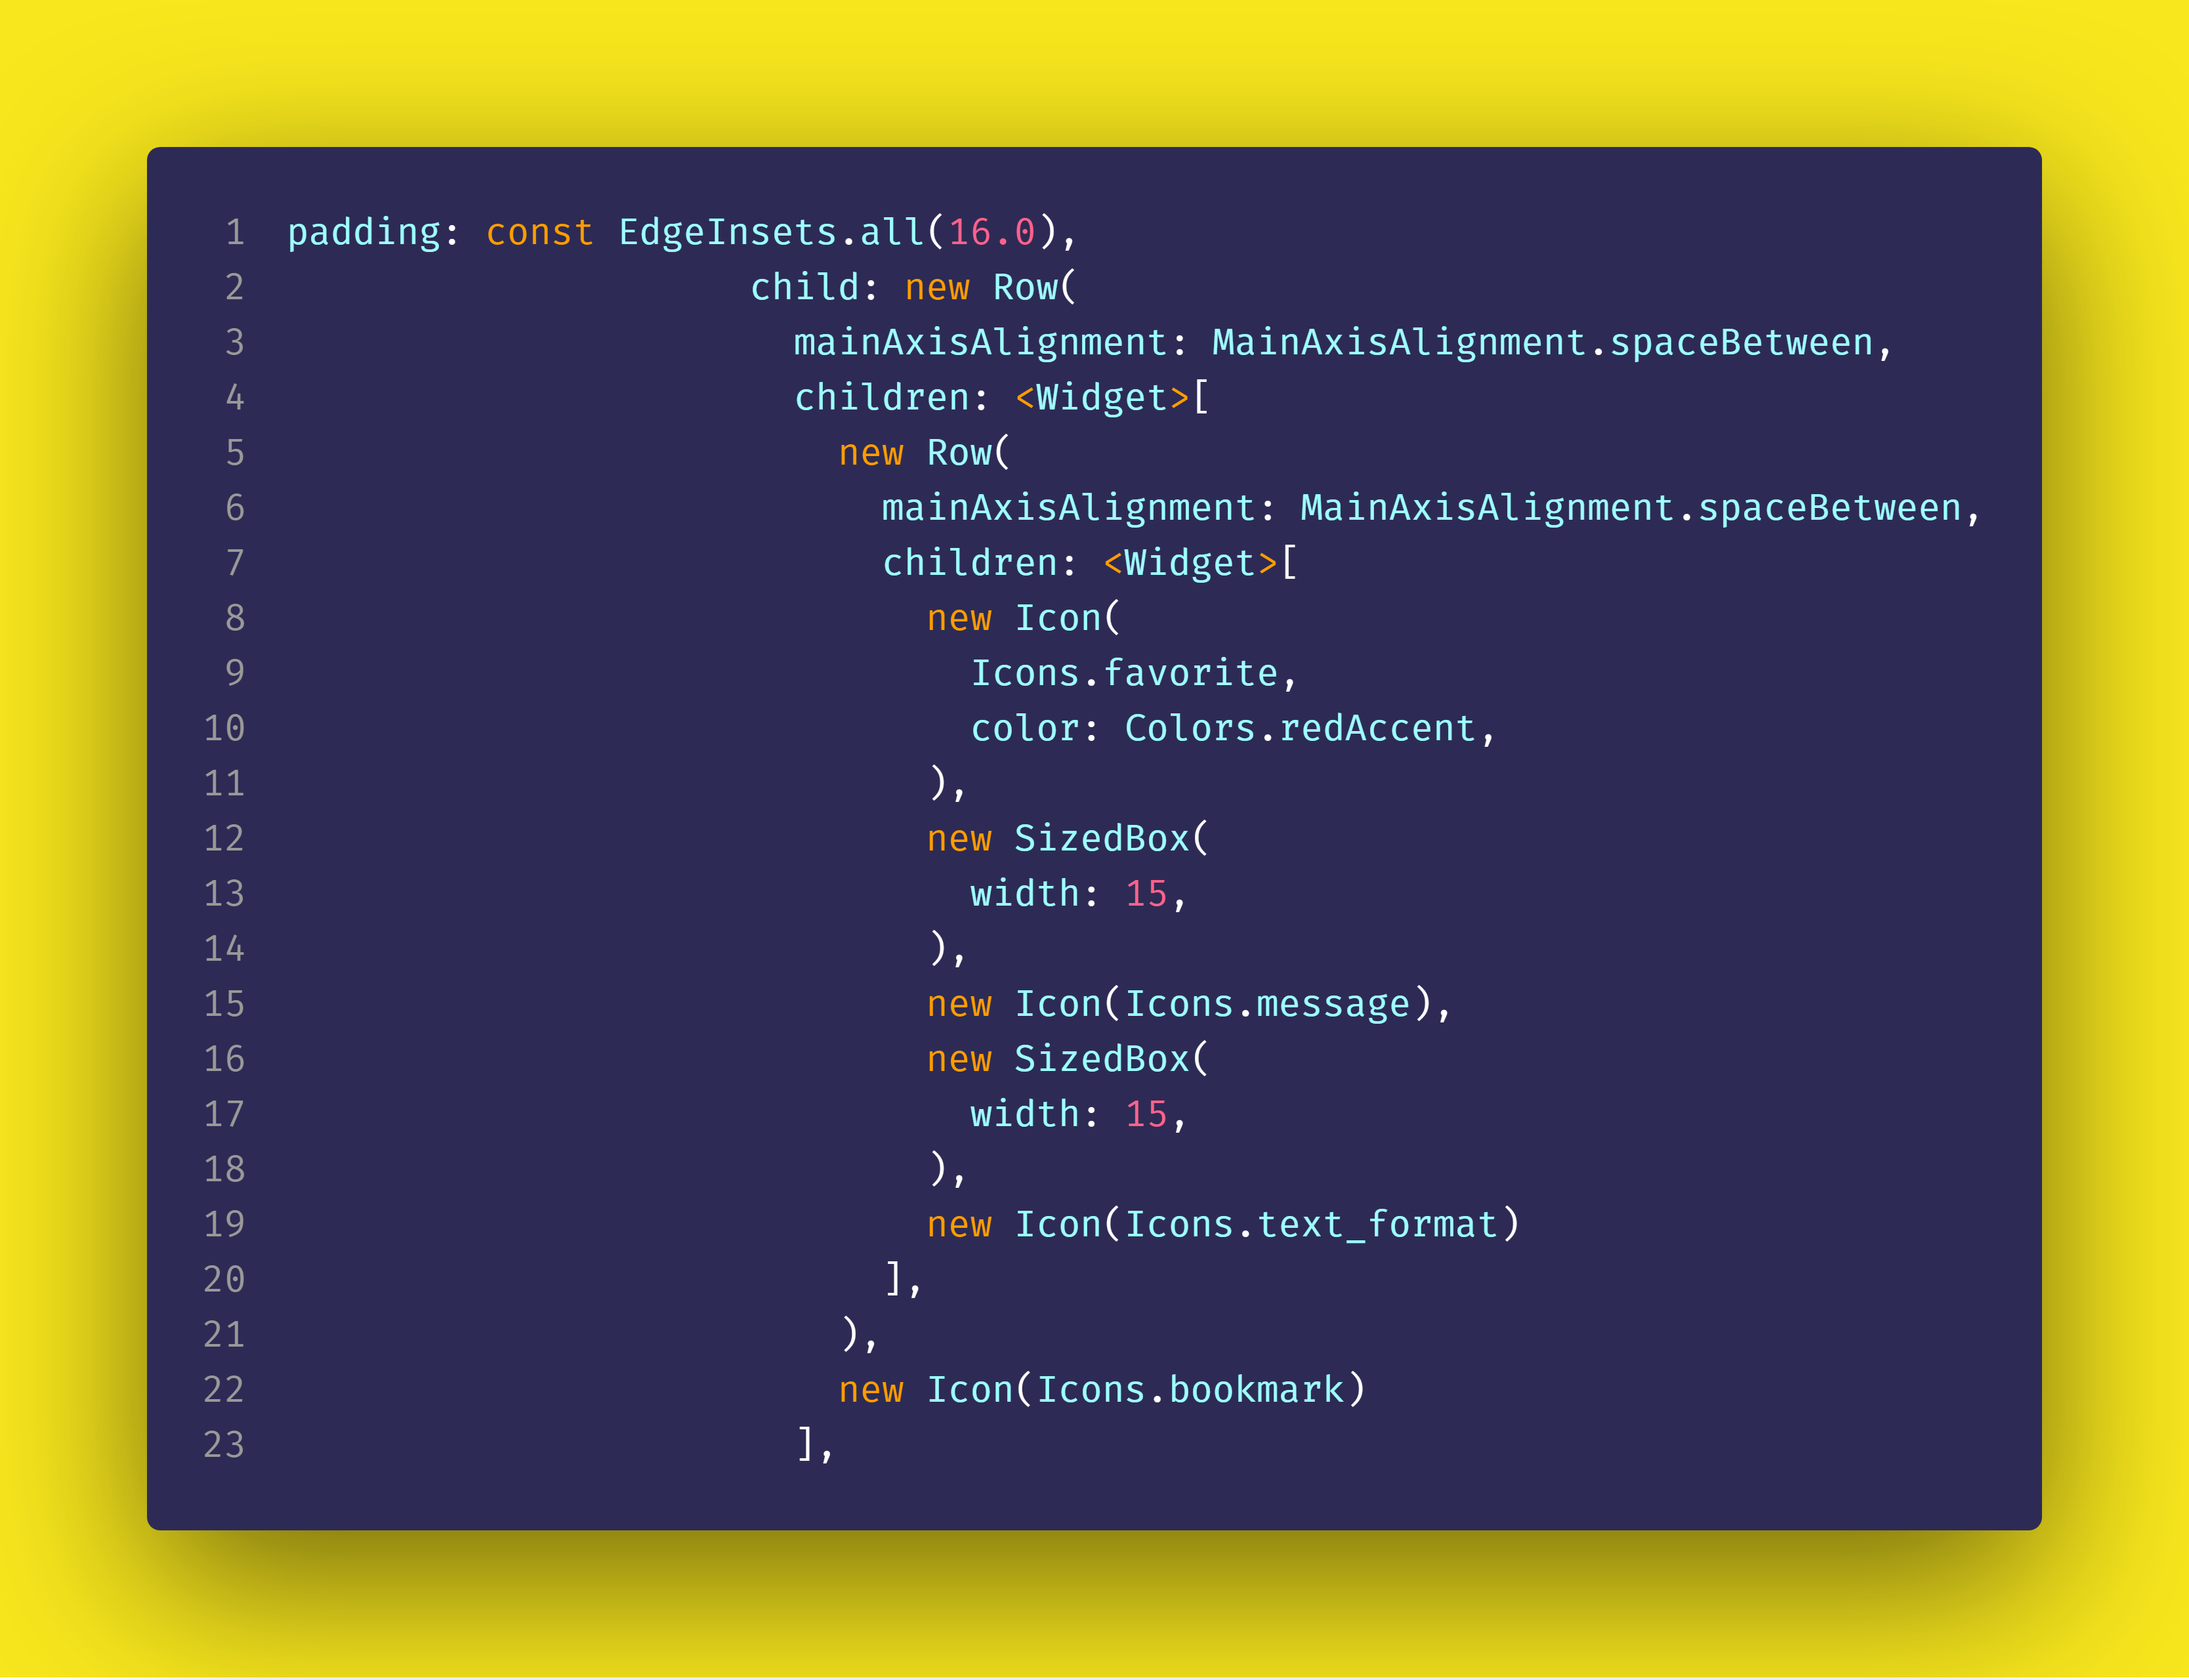 1 padding: const EdgeInsets.all(16.0),
2                      child: new Row(
3                        mainAxisAlignment: MainAxisAlignment.spaceBetween,
4                        children: <Widget>[
5                          new Row(
6                            mainAxisAlignment: MainAxisAlignment.spaceBetween,
7                            children: <Widget>[
8                              new Icon(
9                                Icons.favorite,
10                                color: Colors.redAccent,
11                              ),
12                              new SizedBox(
13                                width: 15,
14                              ),
15                              new Icon(Icons.message),
16                              new SizedBox(
17                                width: 15,
18                              ),
19                              new Icon(Icons.text_format)
20                            ],
21                          ),
22                          new Icon(Icons.bookmark)
23                        ],